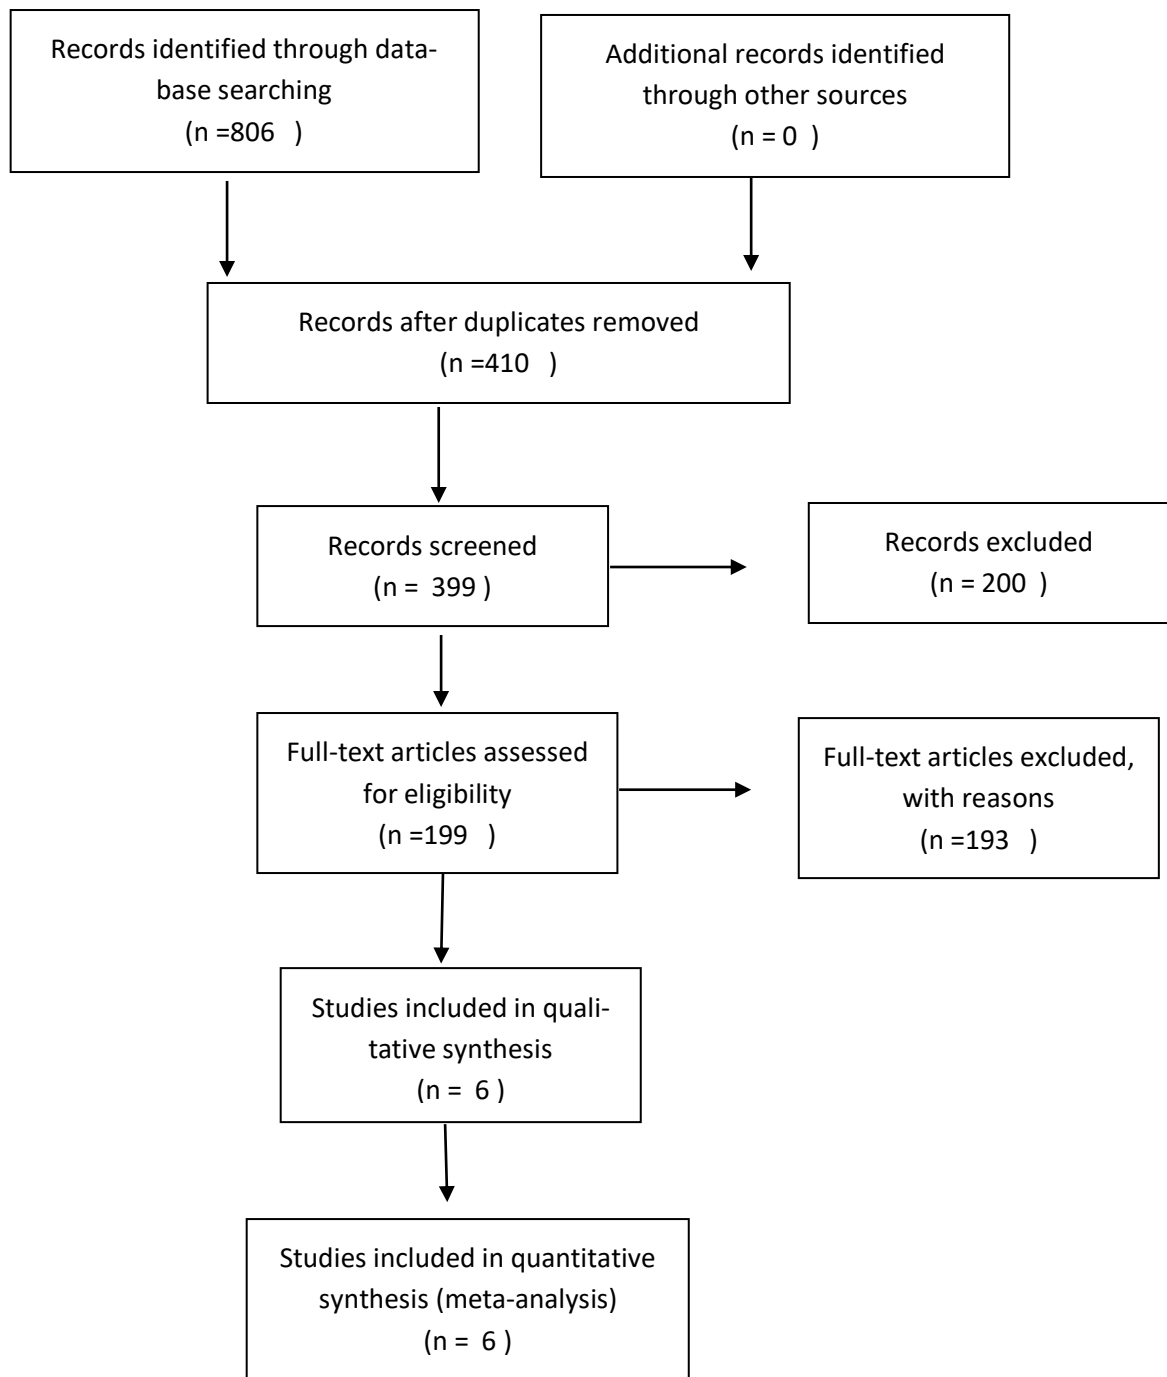 Records identified through data-
base searching
(n =806   )
Additional records identified
through other sources
(n = 0  )
Records after duplicates removed
(n =410   )
Records screened
(n =  399 )
Records excluded
(n = 200  )
Full-text articles assessed
for eligibility
(n =199   )
Full-text articles excluded,
with reasons
(n =193   )
Studies included in quali-
tative synthesis
(n =  6 )
Studies included in quantitative
synthesis (meta-analysis)
(n =  6 )